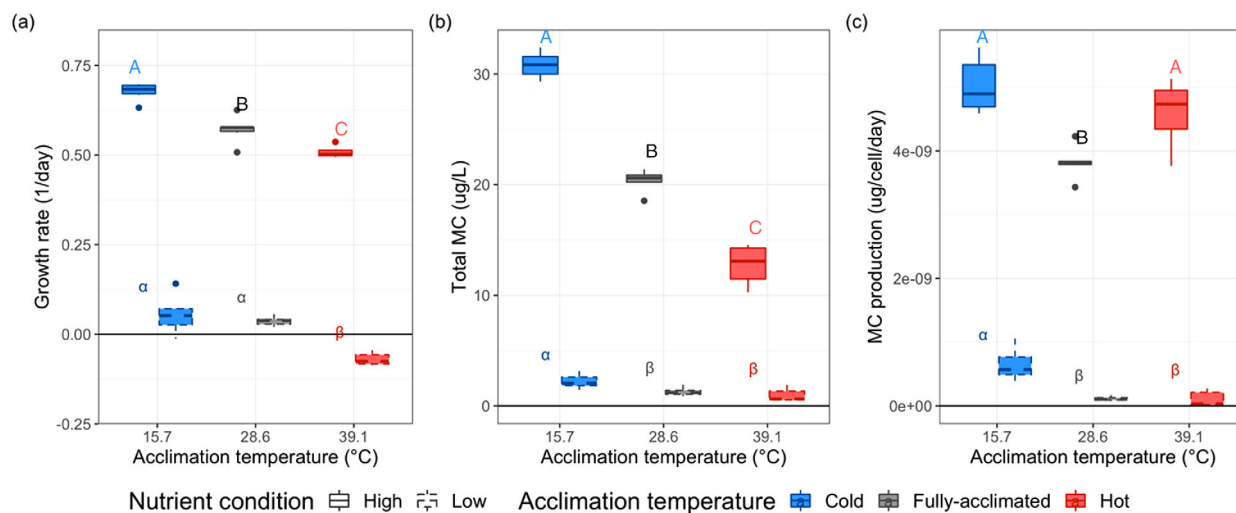 (a)
Growth rate (1/day)
0.75
0.50
0.25
0.00
-0.25
A
B
C
α
α
β
15.7
28.6
39.1
Acclimation temperature (°C)
(b)
Total MC (ug/L)
30
20
10
0
A
B
C
α
β
β
15.7
28.6
39.1
Acclimation temperature (°C)
(c)
MC production (ug/cell/day)
4e-09
2e-09
0e+00
A
B
A
α
β
β
15.7
28.6
39.1
Acclimation temperature (°C)
Nutrient condition High Low Acclimation temperature a Cold a Fully-acclimated a Hot